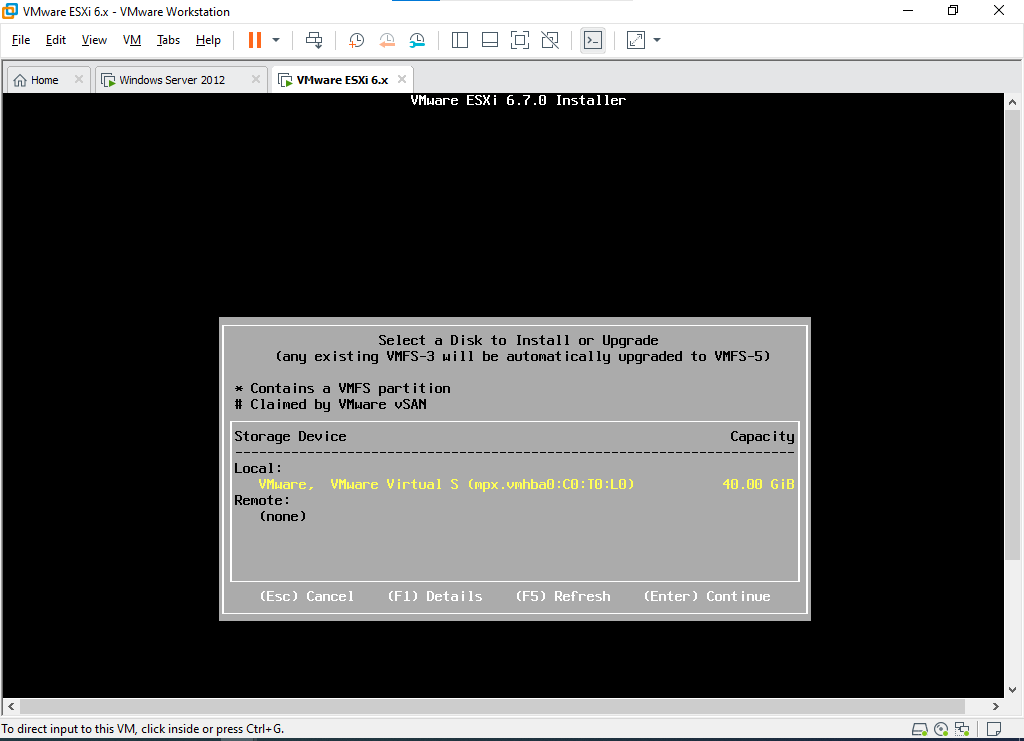 VMware ESXi 6.x - VMware Workstation
File Edit View VM Tabs Help
Home Windows Server 2012 VMware ESXi 6.x
VMware ESXi 6.7.0 Installer
Select a Disk to Install or Upgrade
(any existing VMFS-3 will be automatically upgraded to VMFS-5)
* Contains a VMFS partition
# Claimed by VMware vSAN
Storage Device Capacity
--------------------------------------------------------------------
Local:
VMware, VMware Virtual S (mpx.vmhba0:C0:T0:L0) 40.00 GiB
Remote:
(none)
(Esc) Cancel (F1) Details (F5) Refresh (Enter) Continue
To direct input to this VM, click inside or press Ctrl+G.